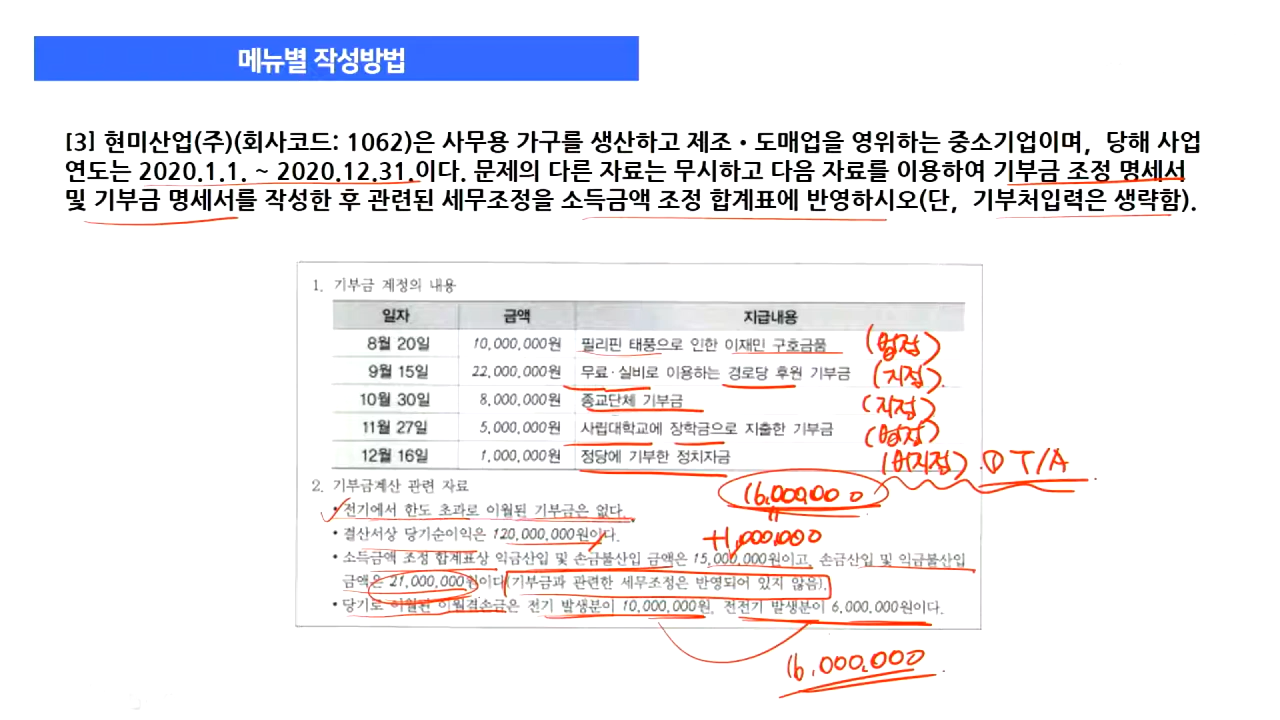 메뉴별 작성방법
[3] 현미산업(주)(회사코드: 1062)은 사무용 가구를 생산하고 제조・도매업을 영위하는 중소기업이며, 당해 사업
연도는 2020.1.1. ~ 2020.12.31.이다. 문제의 다른 자료는 무시하고 다음 자료를 이용하여 기부금 조정 명세서
및 기부금 명세서를 작성한 후 관련된 세무조정을 소득금액 조정 합계표에 반영하시오(단, 기부처입력은 생략함).
1. 기부금 계정의 내용
일자 금액 지급내용
8월 20일 10,000,000원 필리핀 태풍으로 인한 이재민 구호금품 (법정)
9월 15일 22,000,000원 무료·실비로 이용하는 경로당 후원 기부금 (지정)
10월 30일 8,000,000원 종교단체 기부금 (지정)
11월 27일 5,000,000원 사립대학교에 장학금으로 지출한 기부금 (법정)
12월 16일 1,000,000원 정당에 기부한 정치자금 (비지정) ① T/A
2. 기부금계산 관련 자료 16,000,000
• 전기에서 한도 초과로 이월된 기부금은 없다.
• 결산서상 당기순이익은 120,000,000원이다. +1,000,000
• 소득금액 조정 합계표상 익금산입 및 손금불산입 금액은 15,000,000원이고, 손금산입 및 익금불산입
금액은 21,000,000원이다(기부금과 관련한 세무조정은 반영되어 있지 않음).
• 당기로 이월된 이월결손금은 전기 발생분이 10,000,000원, 전전기 발생분이 6,000,000원이다.
16,000,000